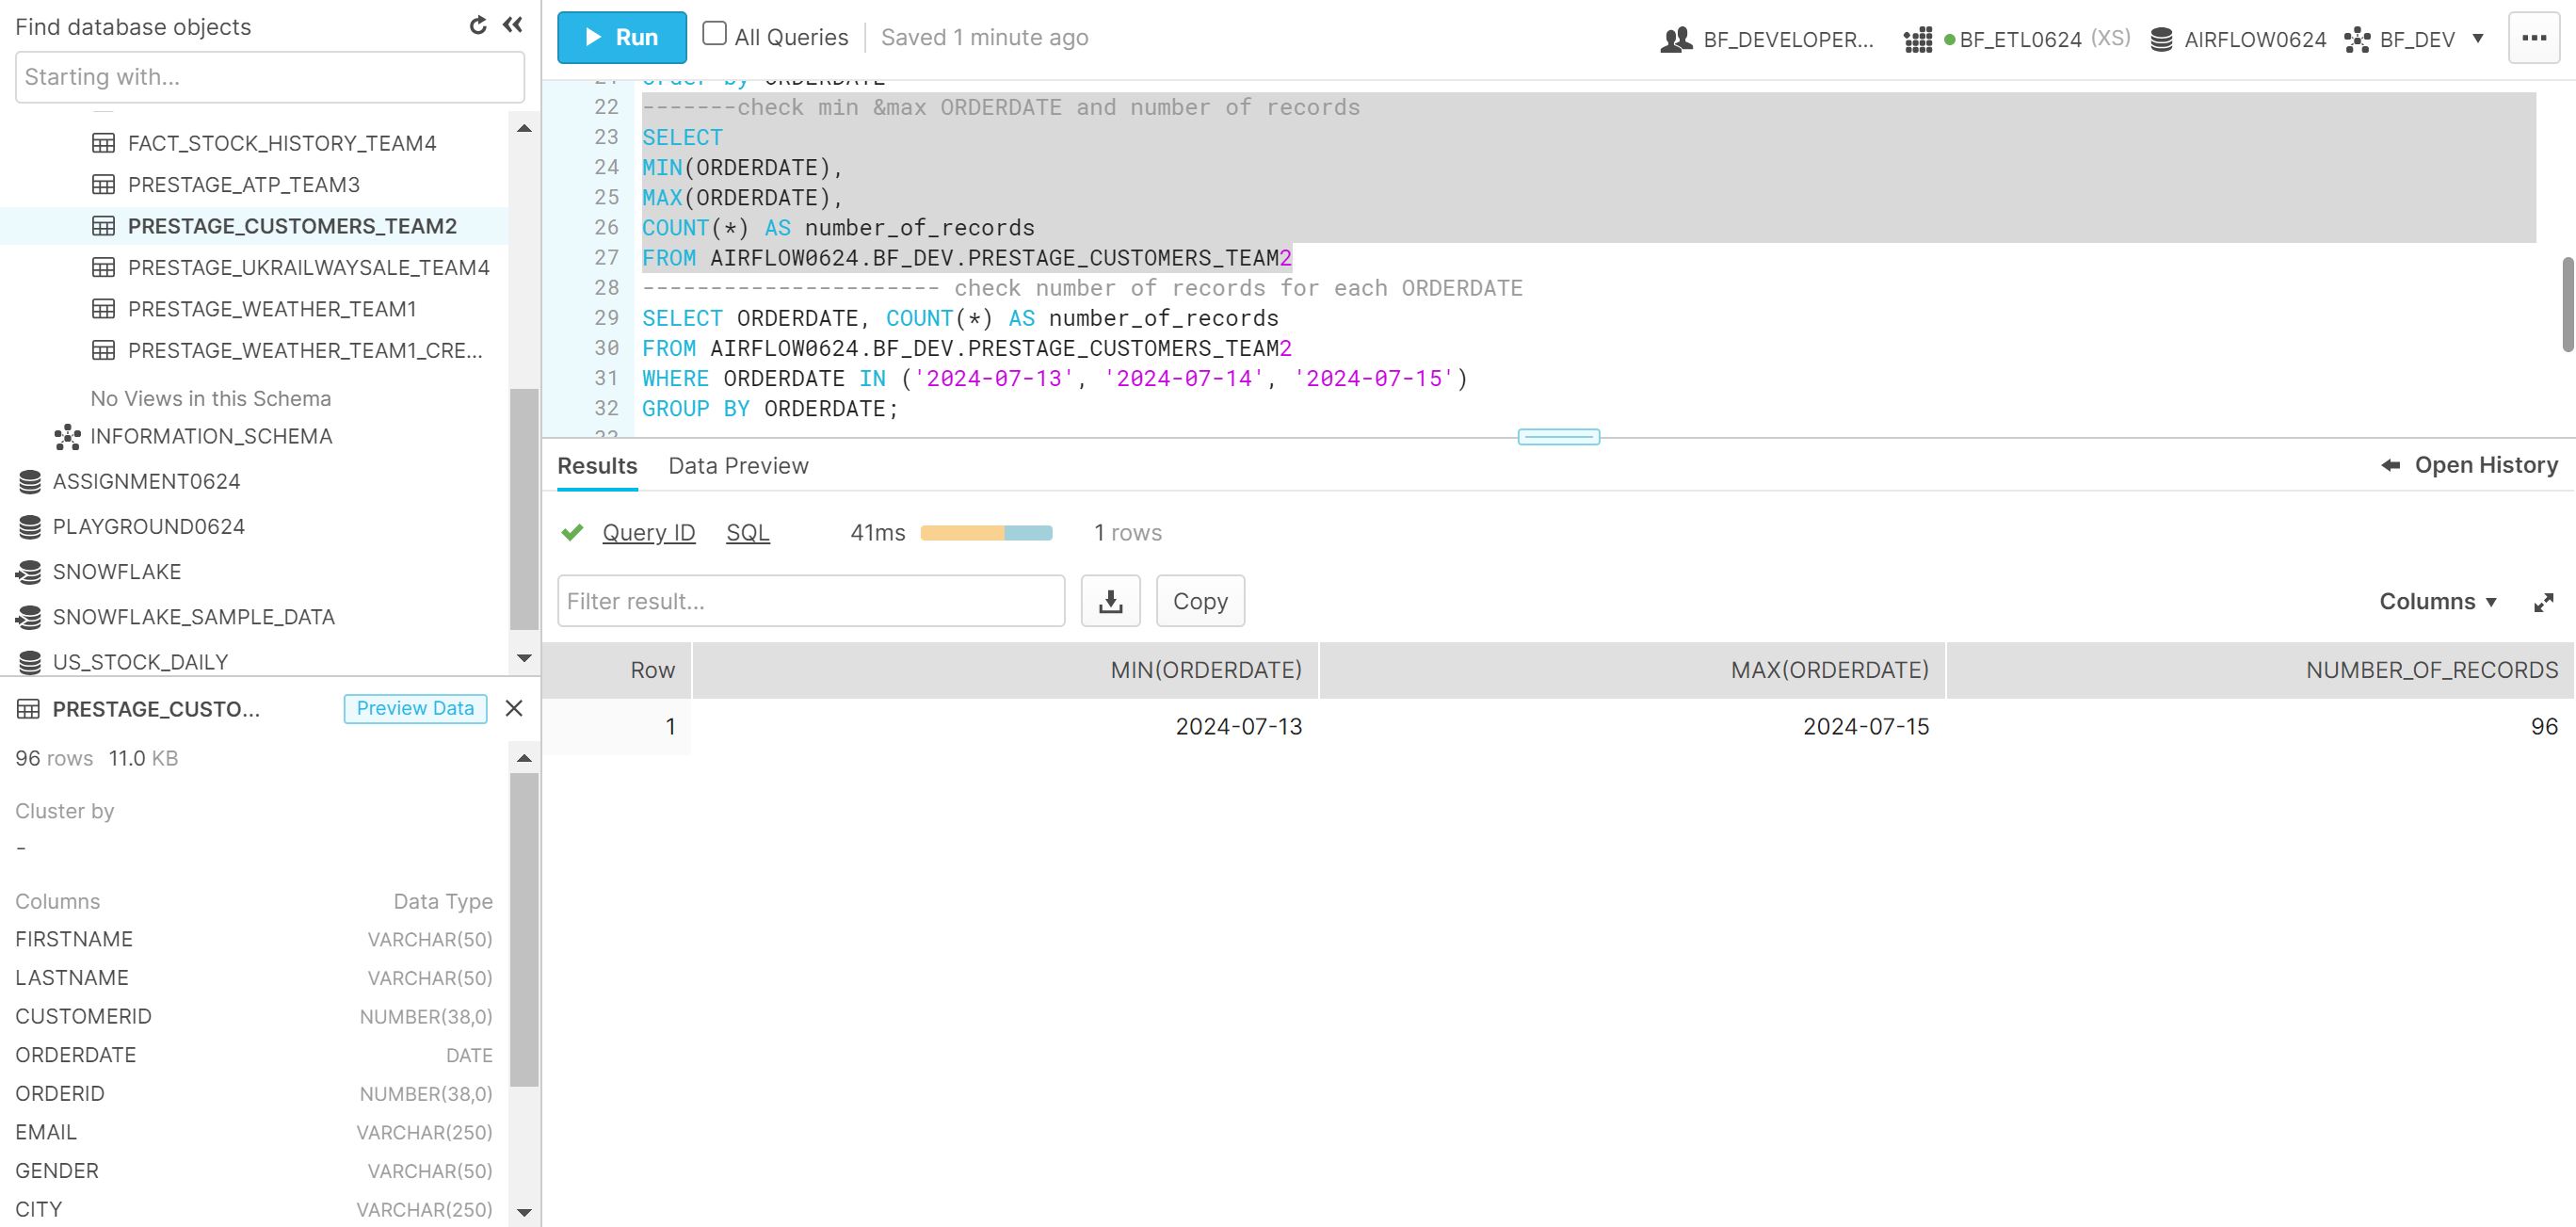 Find database objects
Starting with...
FACT_STOCK_HISTORY_TEAM4
PRESTAGE_ATP_TEAM3
PRESTAGE_CUSTOMERS_TEAM2
PRESTAGE_UKRAILWAYSALE_TEAM4
PRESTAGE_WEATHER_TEAM1
PRESTAGE_WEATHER_TEAM1_CRE...
No Views in this Schema
INFORMATION_SCHEMA
ASSIGNMENT0624
PLAYGROUND0624
SNOWFLAKE
SNOWFLAKE_SAMPLE_DATA
US_STOCK_DAILY
PRESTAGE_CUSTO... Preview Data
96 rows 11.0 KB
Cluster by
-
Columns Data Type
FIRSTNAME VARCHAR(50)
LASTNAME VARCHAR(50)
CUSTOMERID NUMBER(38,0)
ORDERDATE DATE
ORDERID NUMBER(38,0)
EMAIL VARCHAR(250)
GENDER VARCHAR(50)
CITY VARCHAR(250)
Run All Queries Saved 1 minute ago BF_DEVELOPER... BF_ETL0624 (XS) AIRFLOW0624 BF_DEV ...
order by ORDERDATE
22 -------check min &max ORDERDATE and number of records
23 SELECT
24 MIN(ORDERDATE),
25 MAX(ORDERDATE),
26 COUNT(*) AS number_of_records
27 FROM AIRFLOW0624.BF_DEV.PRESTAGE_CUSTOMERS_TEAM2
28 ---------------------- check number of records for each ORDERDATE
29 SELECT ORDERDATE, COUNT(*) AS number_of_records
30 FROM AIRFLOW0624.BF_DEV.PRESTAGE_CUSTOMERS_TEAM2
31 WHERE ORDERDATE IN ('2024-07-13', '2024-07-14', '2024-07-15')
32 GROUP BY ORDERDATE;
Results Data Preview Open History
Query ID SQL 41ms 1 rows
Filter result... Copy Columns
Row MIN(ORDERDATE) MAX(ORDERDATE) NUMBER_OF_RECORDS
1 2024-07-13 2024-07-15 96